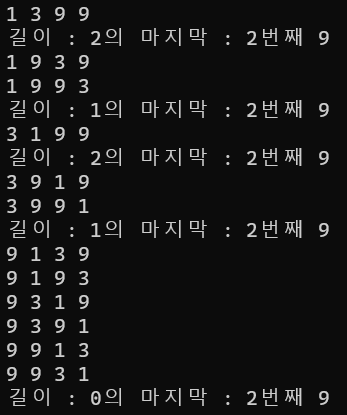 1 3 9 9
길이 : 2의 마지막 : 2번째 9
1 9 3 9
1 9 9 3
길이 : 1의 마지막 : 2번째 9
3 1 9 9
길이 : 2의 마지막 : 2번째 9
3 9 1 9
3 9 9 1
길이 : 1의 마지막 : 2번째 9
9 1 3 9
9 1 9 3
9 3 1 9
9 3 9 1
9 9 1 3
9 9 3 1
길이 : 0의 마지막 : 2번째 9